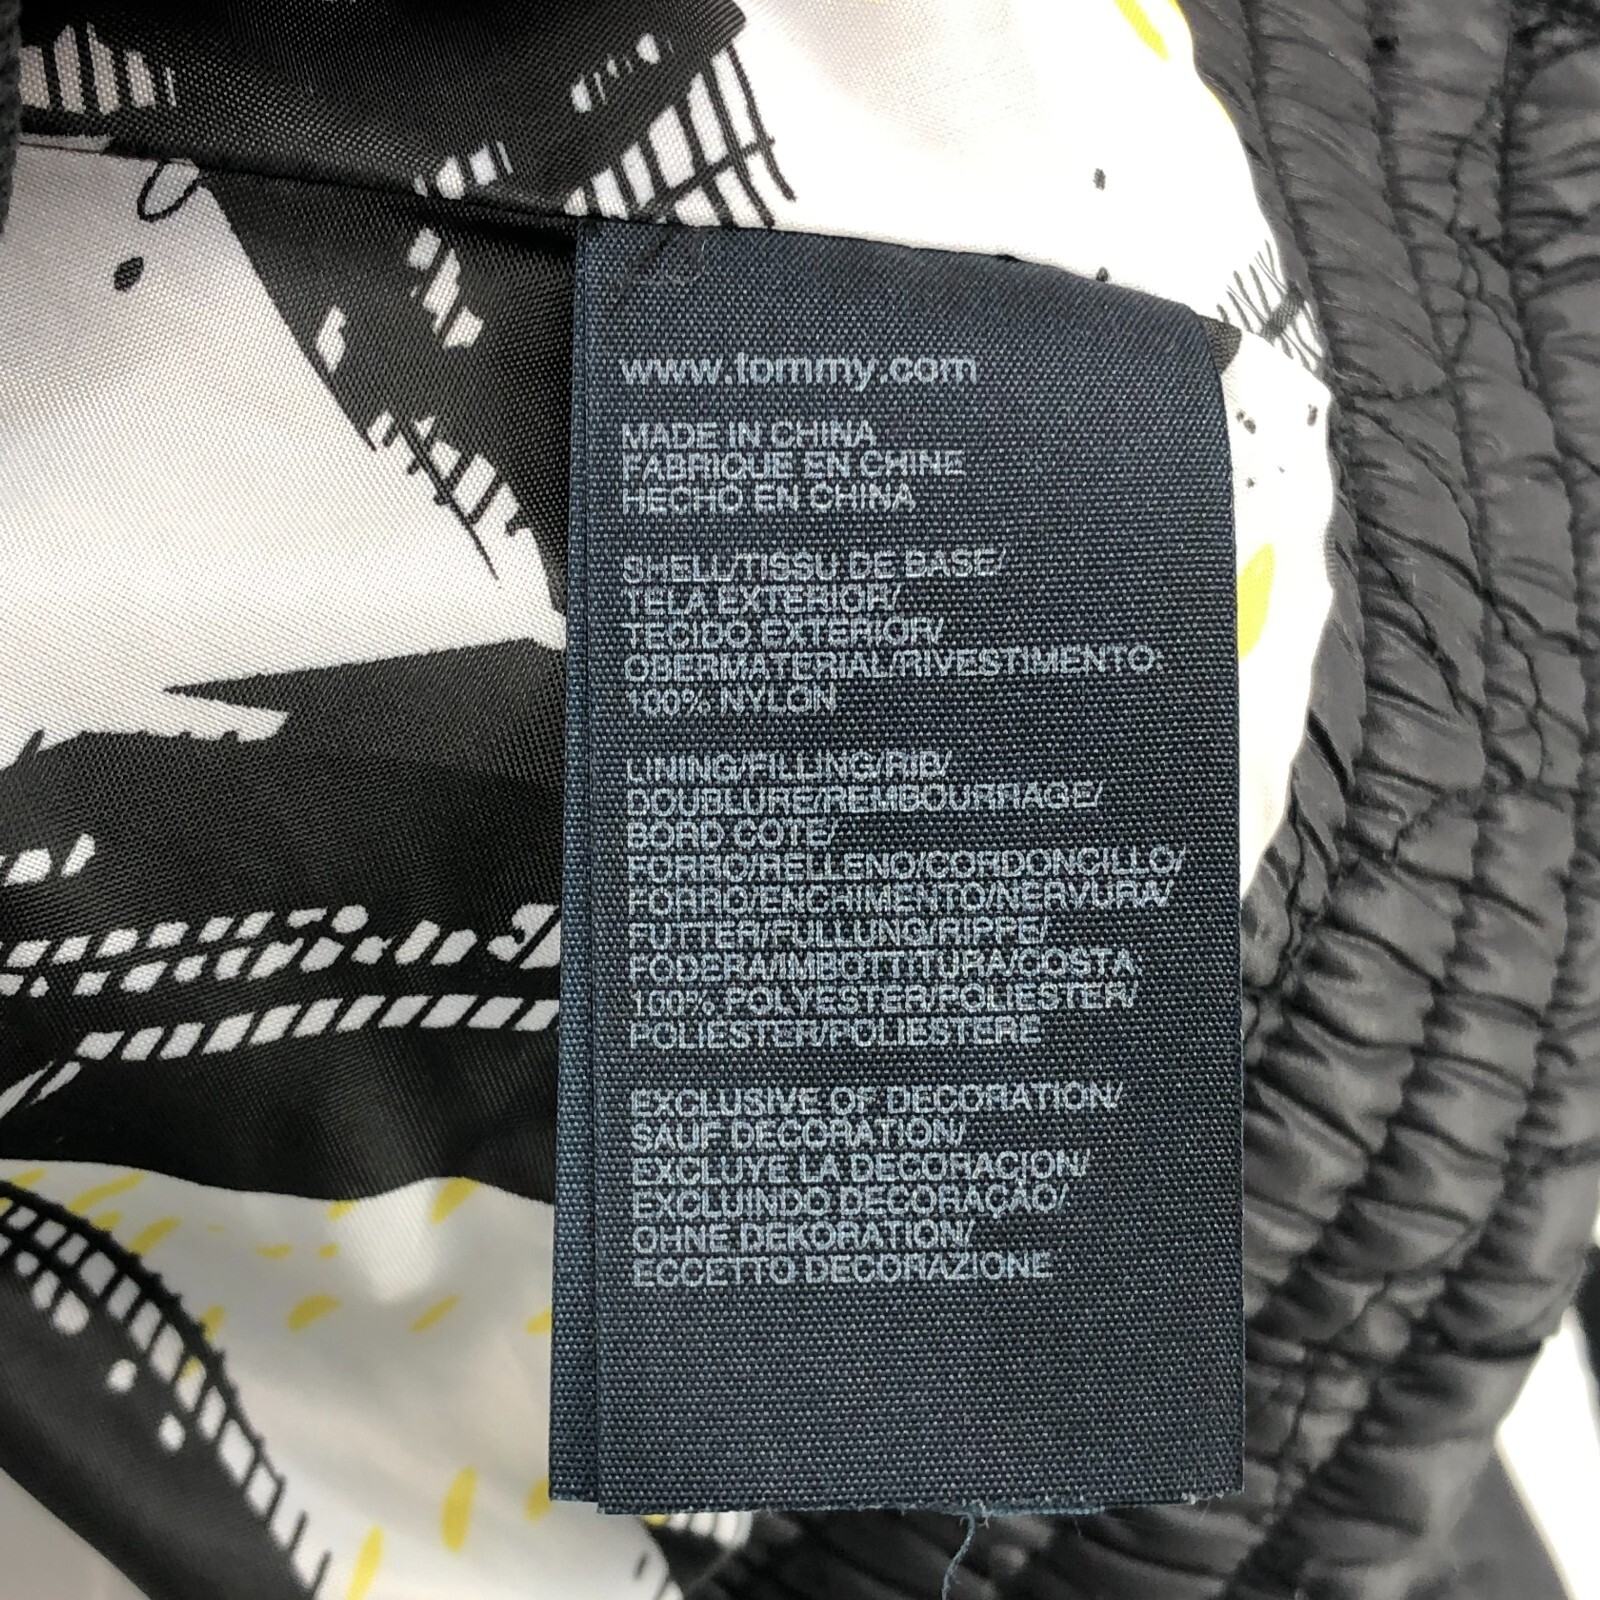 www.tommy.com
MADE IN CHINA
FABRIQUE EN CHINE
HECHO EN CHINA
SHELL/TISSU DE BASE/
TELA EXTERIOR/
TECIDO EXTERIOR/
OBERMATERIAL/RIVESTIMENTO:
100% NYLON
LINING/FILLING/RIB/
DOUBLURE/REMBOURRAGE/
BORD COTE/
FORRO/RELLENO/CORDONCILLO/
FORRO/ENCHIMENTO/NERVURA/
FUTTER/FULLUNG/RIPPE/
FODERA/IMBOTTITURA/COSTA:
100% POLYESTER/POLIESTER/
POLIESTER/POLIESTERE
EXCLUSIVE OF DECORATION/
SAUF DECORATION/
EXCLUYE LA DECORACION/
EXCLUINDO DECORAÇÃO/
OHNE DEKORATION/
ECCETTO DECORAZIONE